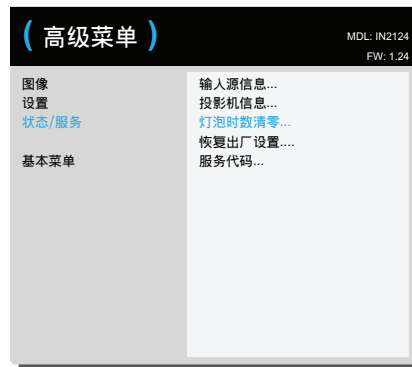 (高级菜单)
MDL: IN2124
FW: 1.24
图像
设置
状态/服务
基本菜单
输入源信息...
投影机信息...
灯泡时数清零...
恢复出厂设置....
服务代码...